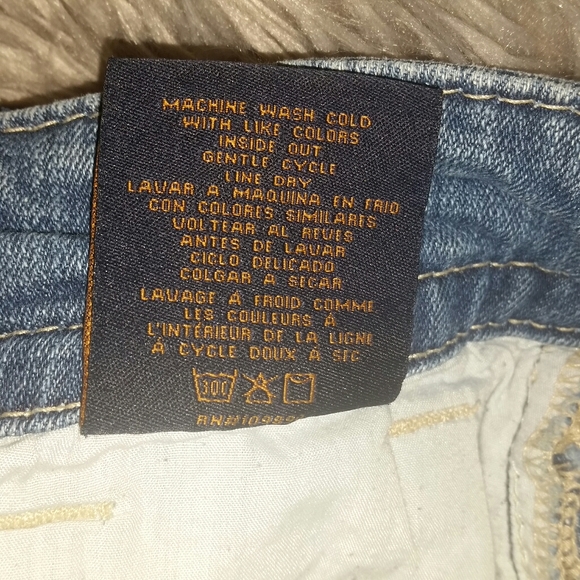 MACHINE WASH COLD
WITH LIKE COLORS
INSIDE OUT
GENTLE CYCLE
LINE DRY
LAVAR A MAQUINA EN FRIO
CON COLORES SIMILARES
VOLTEAR AL REVES
ANTES DE LAVAR
CICLO DELICADO
COLGAR A SECAR
LAVAGE À FROID COMME
LES COULEURS À
L'INTÉRIEUR DE LA LIGNE
À CYCLE DOUX À SEC